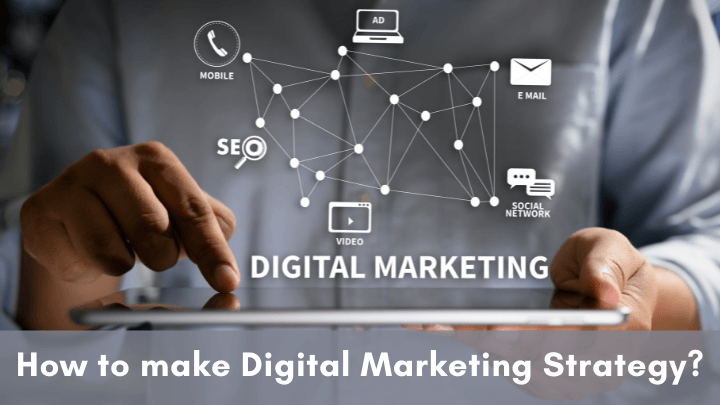 AD
MOBILE
E MAIL
SEO
SOCIAL
NETWORK
VIDEO
DIGITAL MARKETING
How to make Digital Marketing Strategy?